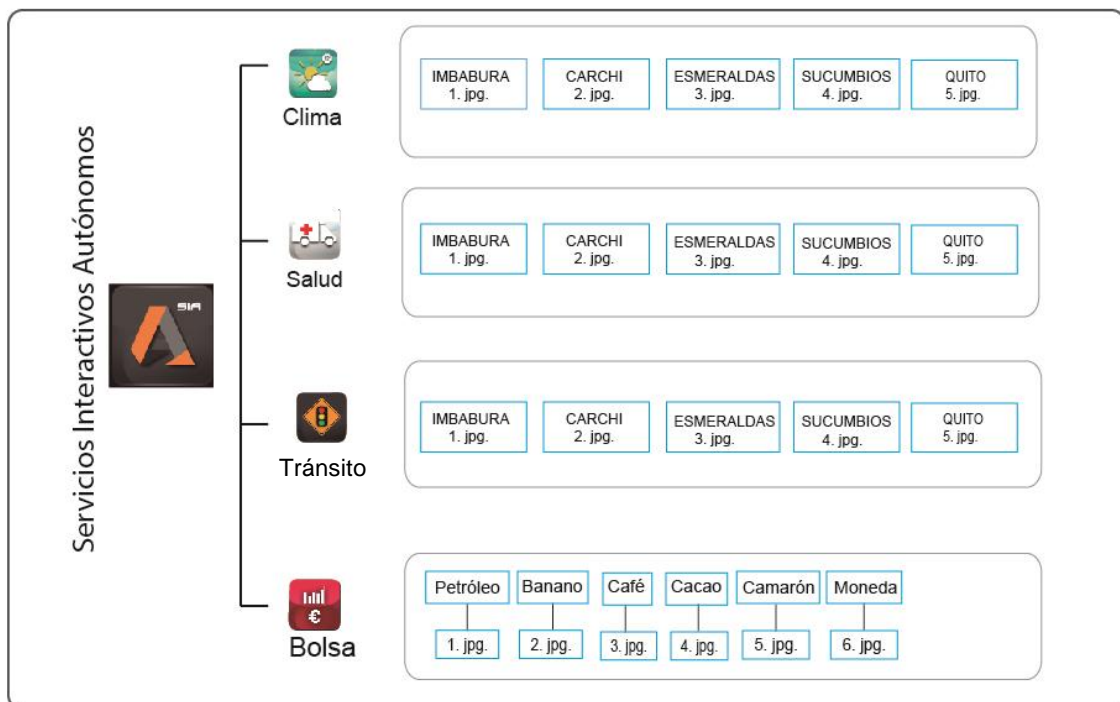 Servicios Interactivos Autónomos
SIA
Clima
IMBABURA
1. jpg.
CARCHI
2. jpg.
ESMERALDAS
3. jpg.
SUCUMBIOS
4. jpg.
QUITO
5. jpg.
Salud
IMBABURA
1. jpg.
CARCHI
2. jpg.
ESMERALDAS
3. jpg.
SUCUMBIOS
4. jpg.
QUITO
5. jpg.
Tránsito
IMBABURA
1. jpg.
CARCHI
2. jpg.
ESMERALDAS
3. jpg.
SUCUMBIOS
4. jpg.
QUITO
5. jpg.
€
Bolsa
Petróleo
1. jpg.
Banano
2. jpg.
Café
3. jpg.
Cacao
4. jpg.
Camarón
5. jpg.
Moneda
6. jpg.